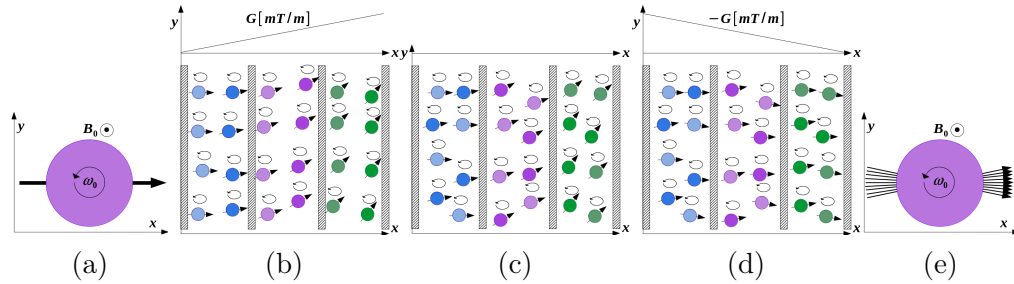 y
B₀
ω₀
x
(a)
y
G[mT/m]
x
x
(b)
y
x
x
(c)
y
−G[mT/m]
x
x
(d)
y
B₀
ω₀
x
(e)